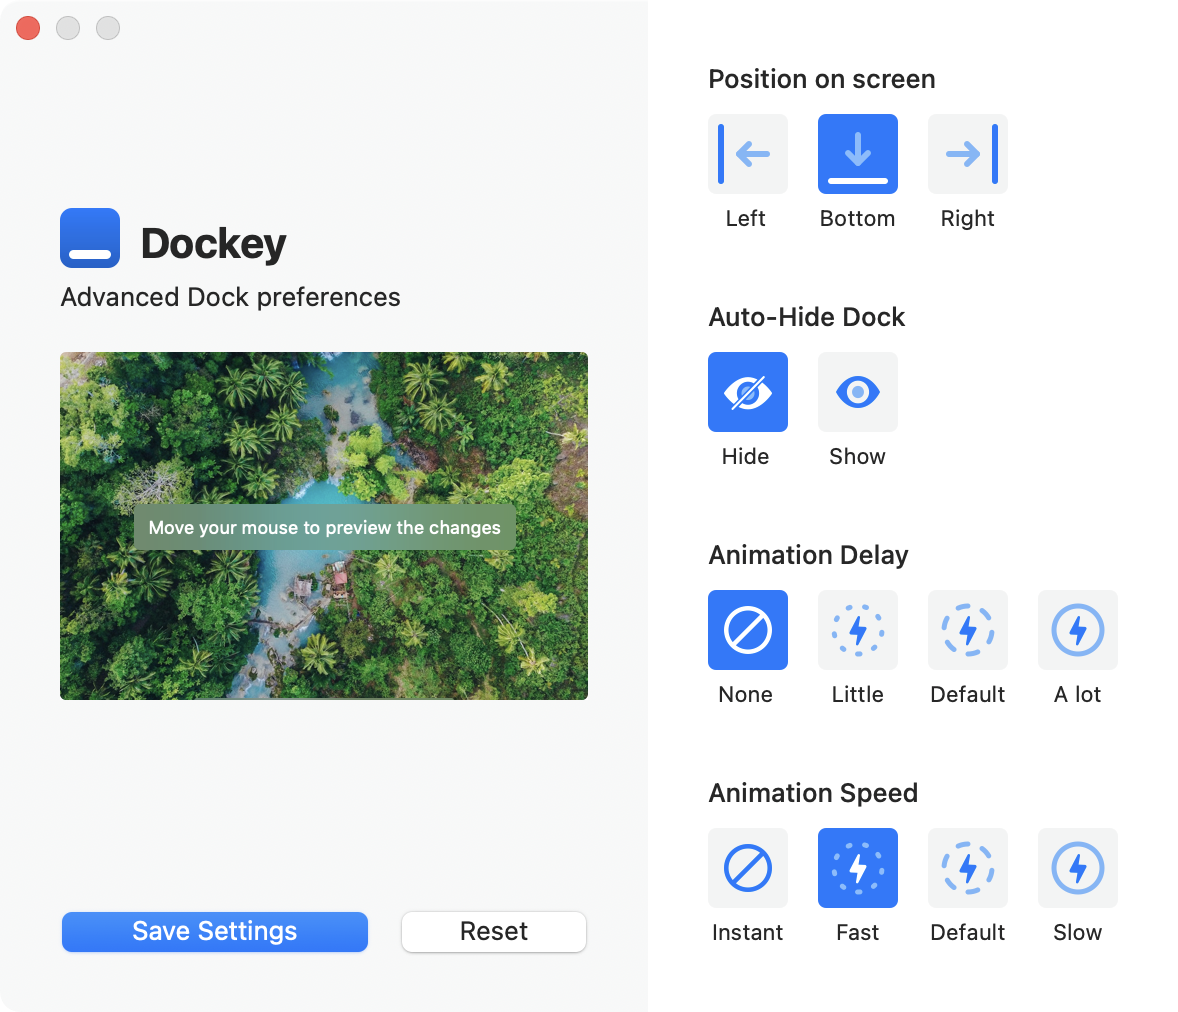 Dockey
Advanced Dock preferences
Move your mouse to preview the changes
Save Settings
Reset
Position on screen
Left
Bottom
Right
Auto-Hide Dock
Hide
Show
Animation Delay
None
Little
Default
A lot
Animation Speed
Instant
Fast
Default
Slow